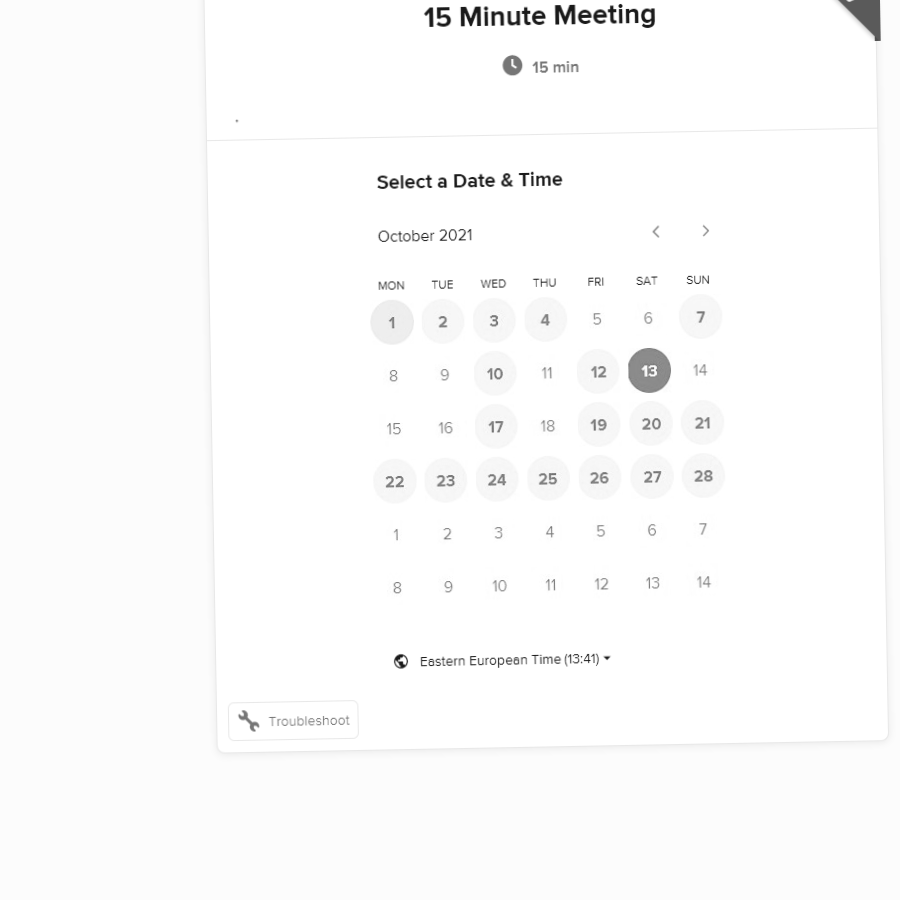 15 Minute Meeting
15 min
.
Select a Date & Time
October 2021
MON TUE WED THU FRI SAT SUN
1 2 3 4 5 6 7
8 9 10 11 12 13 14
15 16 17 18 19 20 21
22 23 24 25 26 27 28
1 2 3 4 5 6 7
8 9 10 11 12 13 14
Eastern European Time (13:41)
Troubleshoot